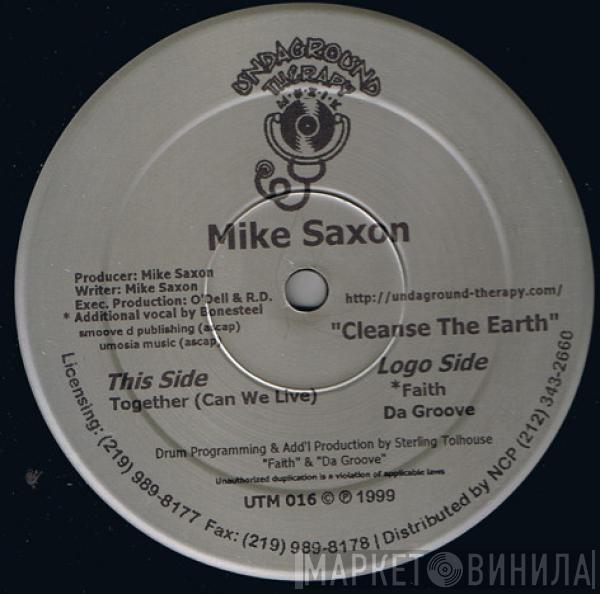 UNDAGROUND
THERAPY
MUZIK
Mike Saxon
Producer: Mike Saxon
Writer: Mike Saxon
Exec. Production: O'Dell & R.D.
* Additional vocal by Bonesteel
smoove d publishing (ascap)
umosia music (ascap)
http://undaground-therapy.com/
"Cleanse The Earth"
This Side
Together (Can We Live)
Logo Side
*Faith
Da Groove
Drum Programming & Add'l Production by Sterling Tolhouse
"Faith" & "Da Groove"
Unauthorized duplication is a violation of applicable laws
UTM 016 © ℗ 1999
Licensing: (219) 989-8177 Fax: (219) 989-8178 | Distributed by NCP (212) 343-2660
МАРКЕТ ВИНИЛА